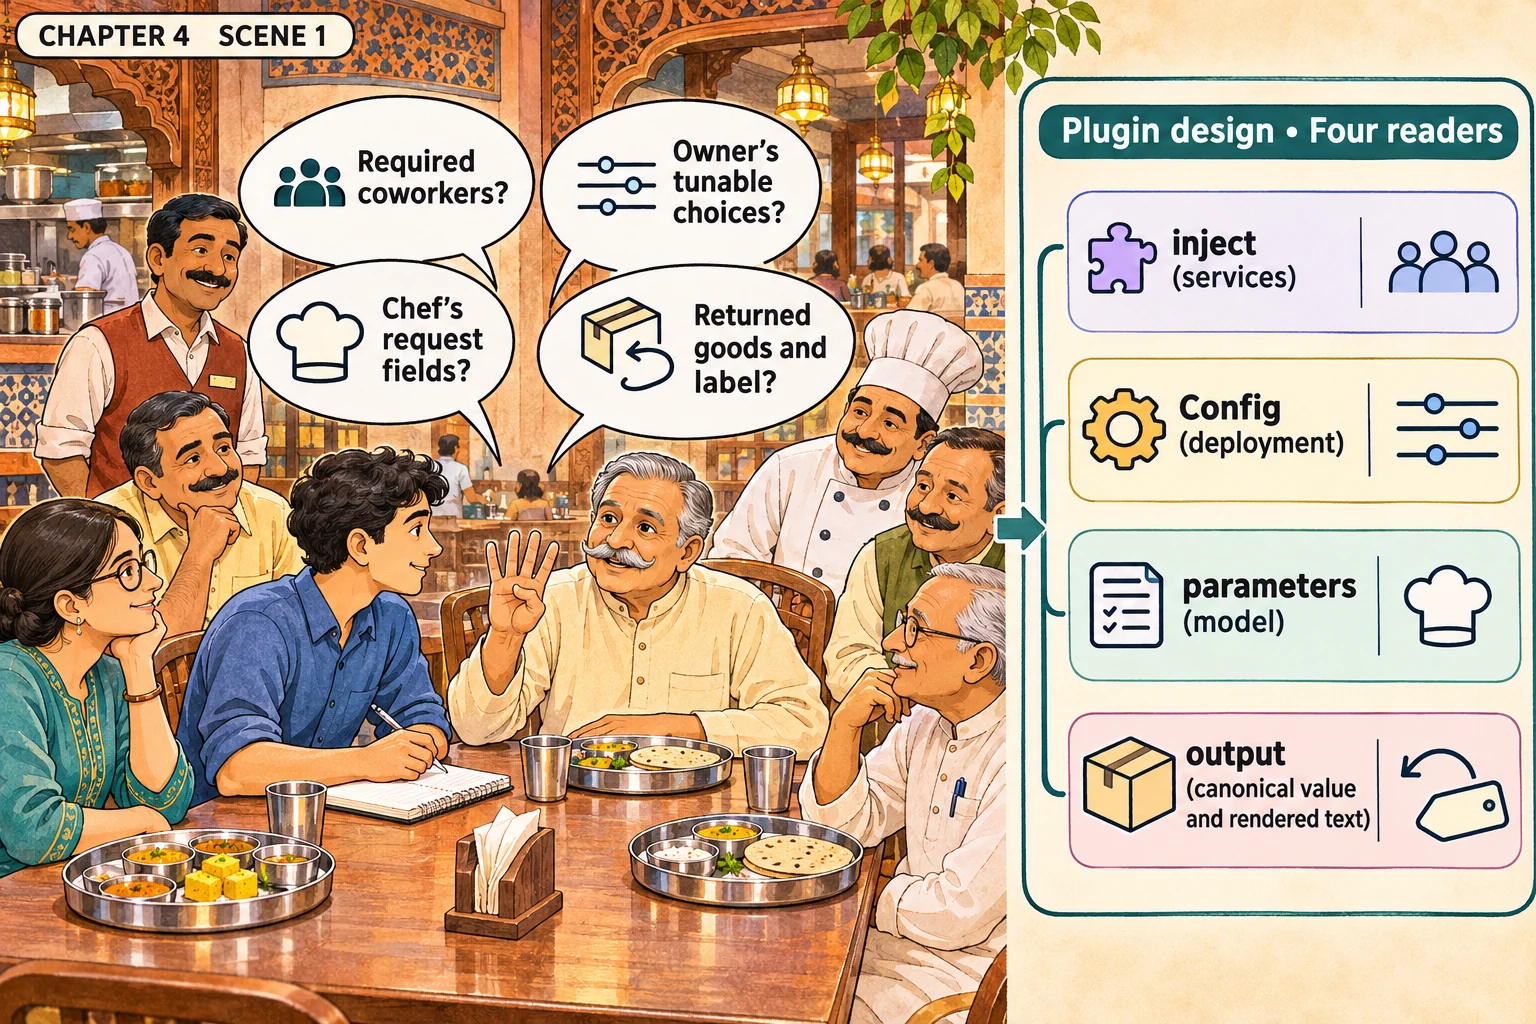 CHAPTER 4 SCENE 1
Required
coworkers?
Owner's
tunable
choices?
Chef's
request
fields?
Returned
goods and
label?
Plugin design • Four readers
inject
(services)
Config
(deployment)
parameters
(model)
output
(canonical value
and rendered text)